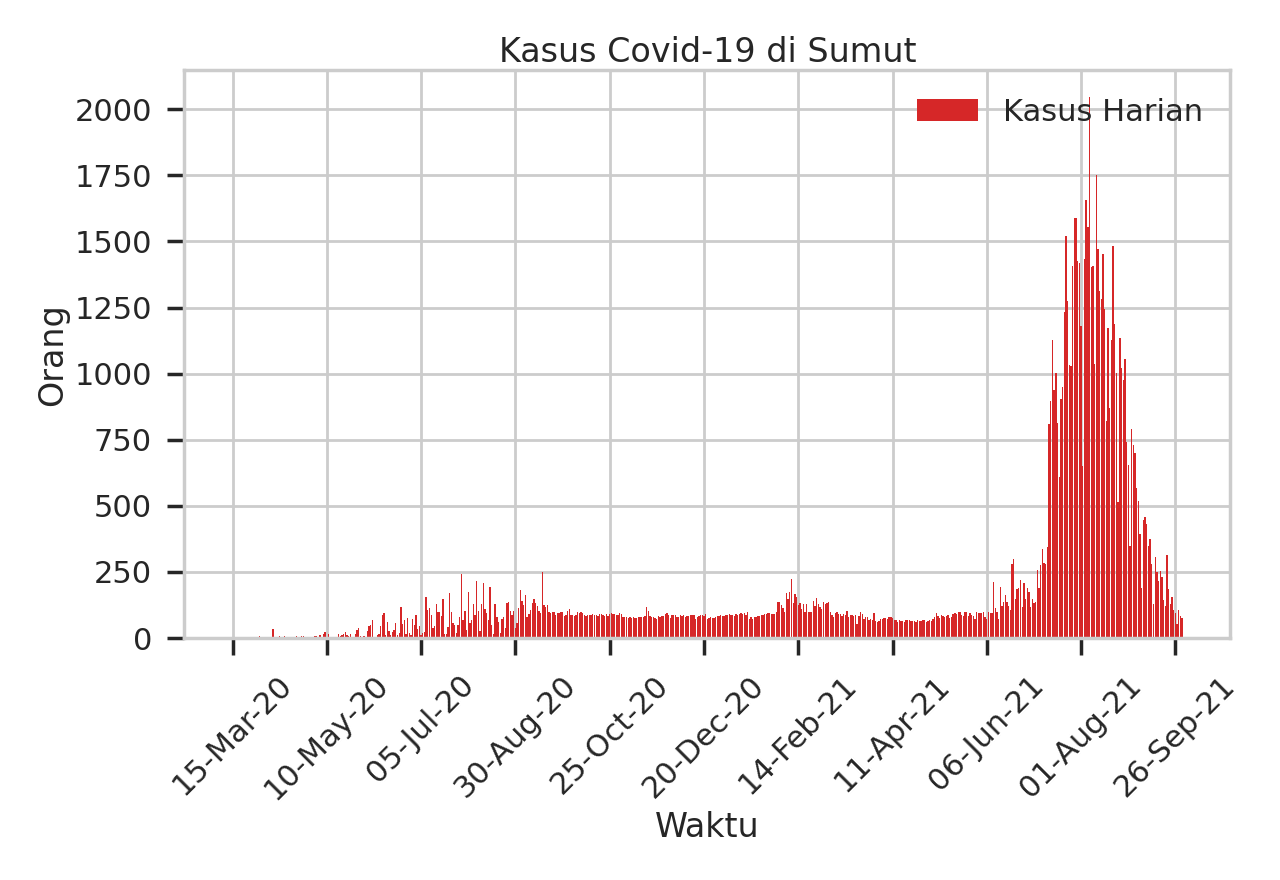 Kasus Covid-19 di Sumut
Kasus Harian
2000
1750
1500
1250
1000
750
500
250
0
Orang
15-Mar-20
10-May-20
05-Jul-20
30-Aug-20
25-Oct-20
20-Dec-20
14-Feb-21
11-Apr-21
06-Jun-21
01-Aug-21
26-Sep-21
Waktu